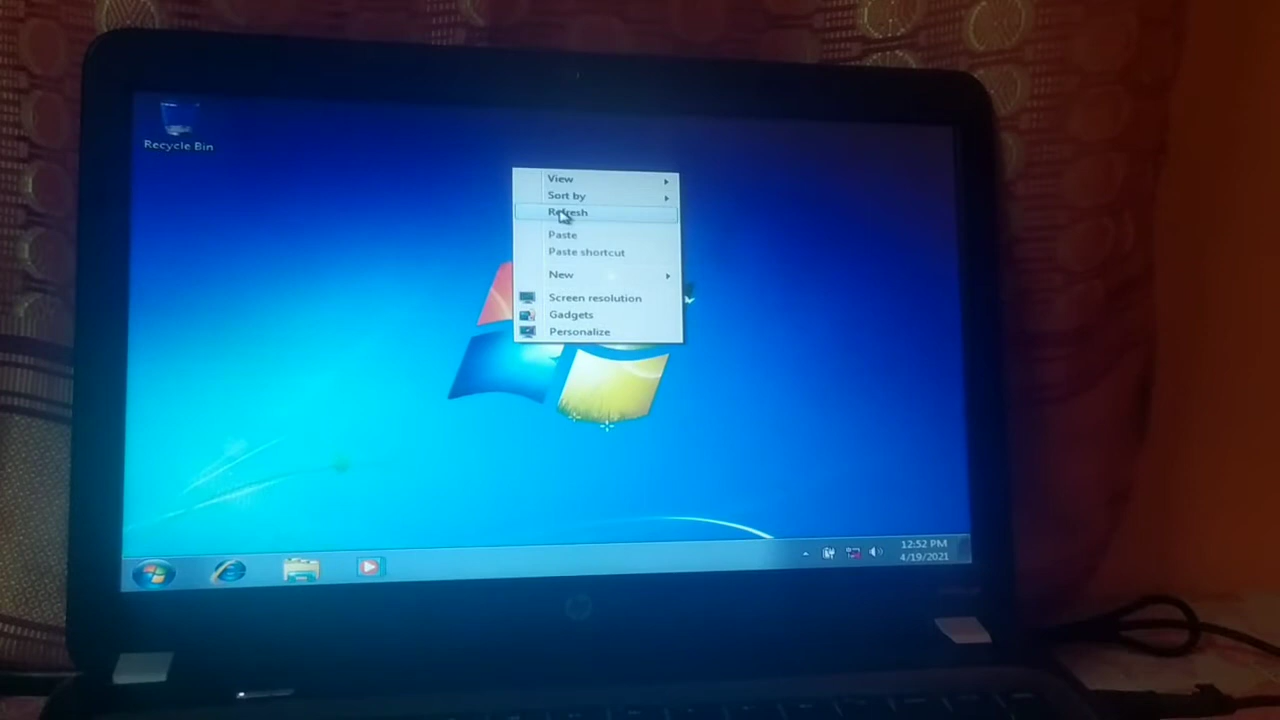 Recycle Bin
View
Sort by
Refresh
Paste
Paste shortcut
New
Screen resolution
Gadgets
Personalize
12:52 PM
4/19/2021
hp